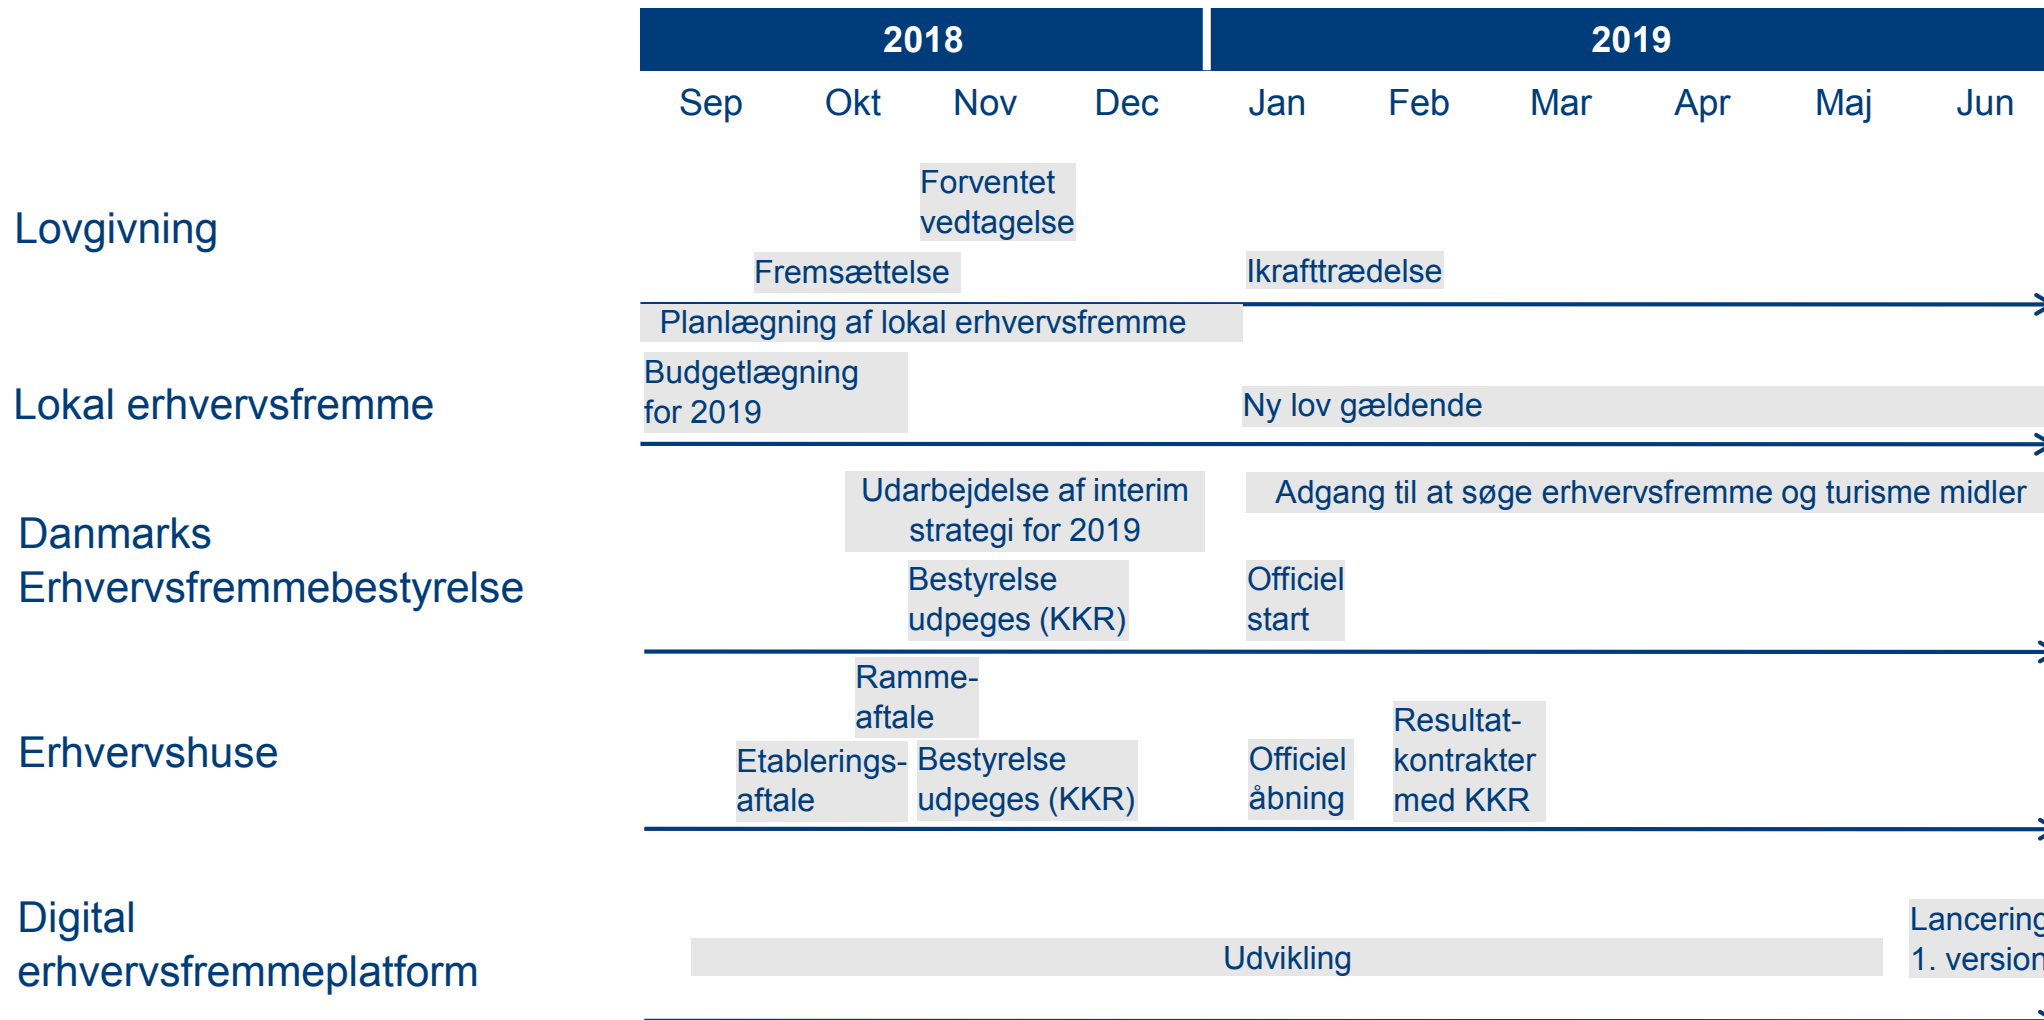 2018
2019
Sep Okt Nov Dec Jan Feb Mar Apr Maj Jun
Lovgivning
Forventet
vedtagelse
Fremsættelse
Ikrafttrædelse
Lokal erhvervsfremme
Planlægning af lokal erhvervsfremme
Budgetlægning
for 2019
Ny lov gældende
Danmarks
Erhvervsfremmebestyrelse
Udarbejdelse af interim
strategi for 2019
Adgang til at søge erhvervsfremme og turisme midler
Bestyrelse
udpeges (KKR)
Officiel
start
Erhvervshuse
Ramme-
aftale
Etablerings-
aftale
Bestyrelse
udpeges (KKR)
Officiel
åbning
Resultat-
kontrakter
med KKR
Digital
erhvervsfremmeplatform
Udvikling
Lancering
1. version